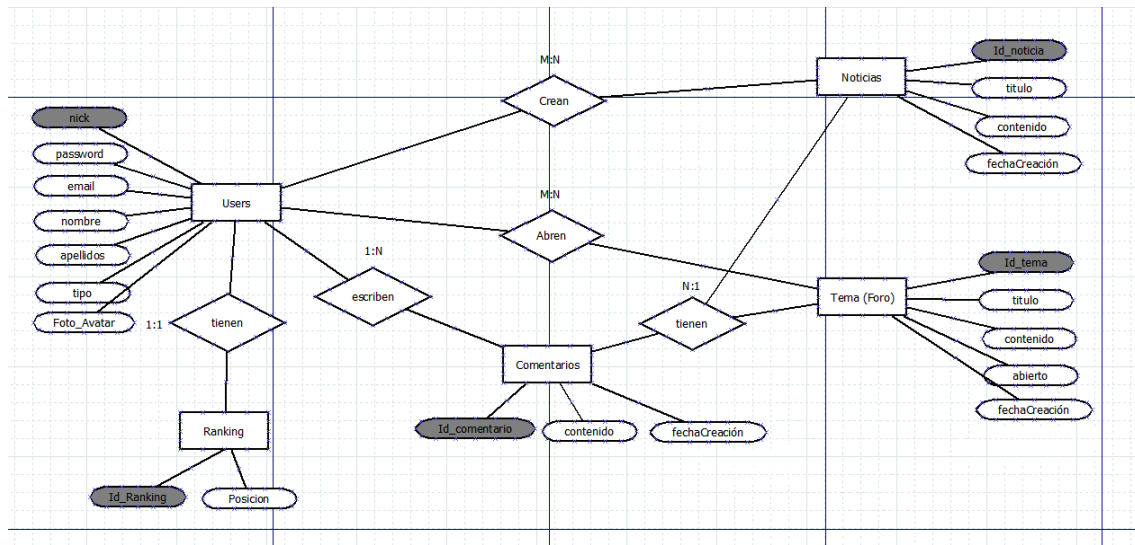 M:N
Crean
Noticias
Id_noticia
titulo
contenido
fechaCreación
nick
password
email
nombre
apellidos
tipo
Foto_Avatar
Users
M:N
Abren
1:N
escriben
1:1
tienen
N:1
tienen
Tema (Foro)
Id_tema
titulo
contenido
abierto
fechaCreación
Comentarios
Id_comentario
contenido
fechaCreación
Ranking
Id_Ranking
Posicion